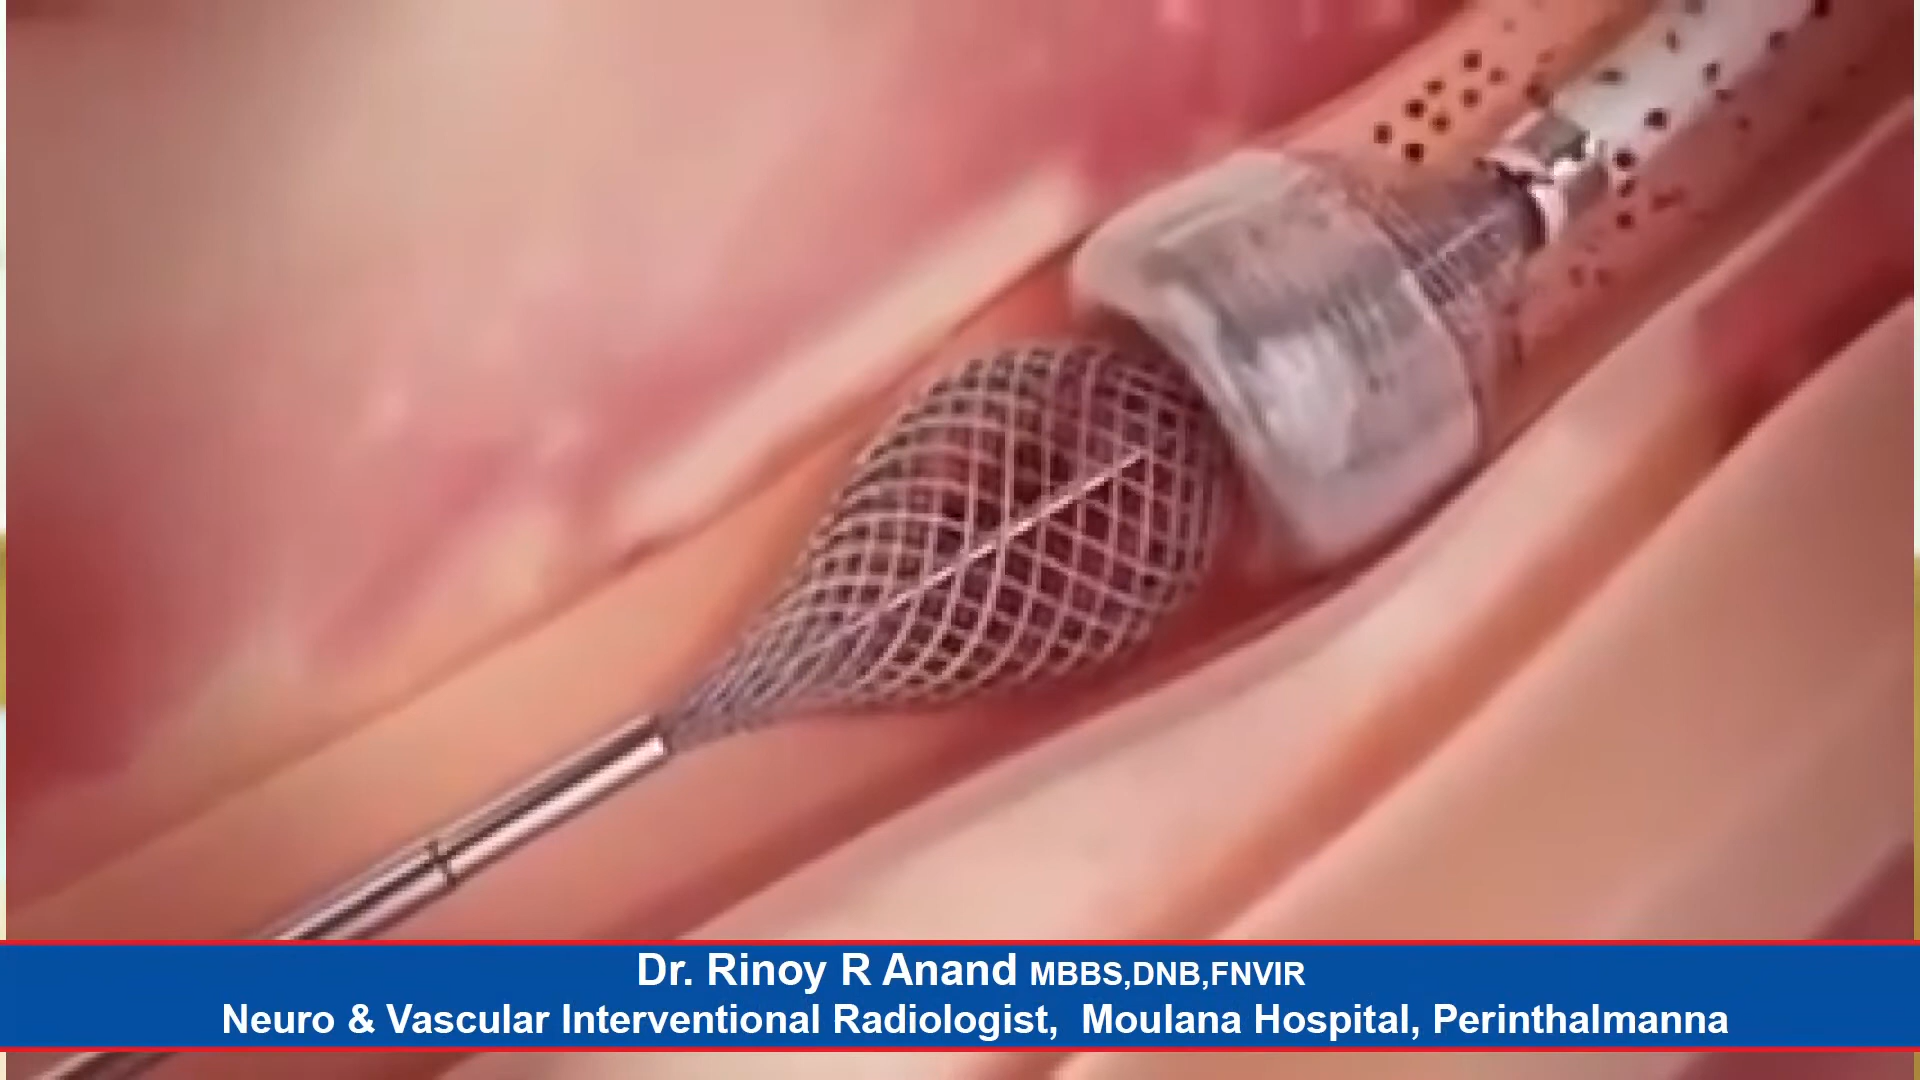 Dr. Rinoy R Anand MBBS,DNB,FNVIR
Neuro & Vascular Interventional Radiologist, Moulana Hospital, Perinthalmanna